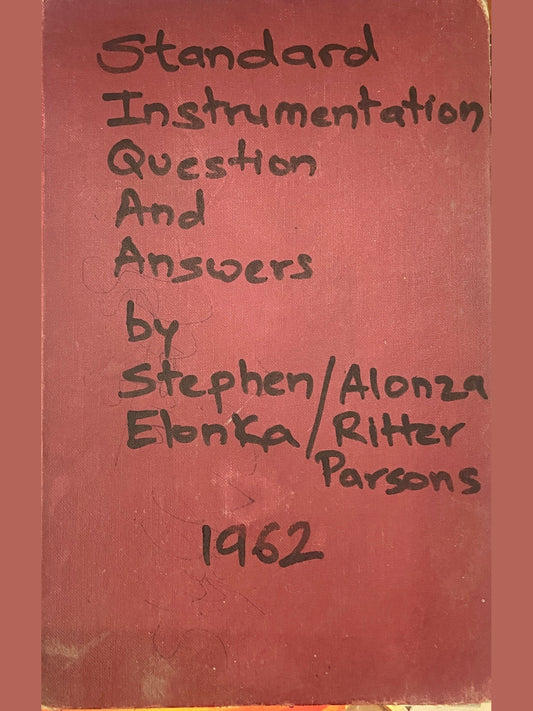 Standard
Instrumentation
Question
And
Answers
by
Stephen/Alonza
Elonka/Ritter
Parsons
1962